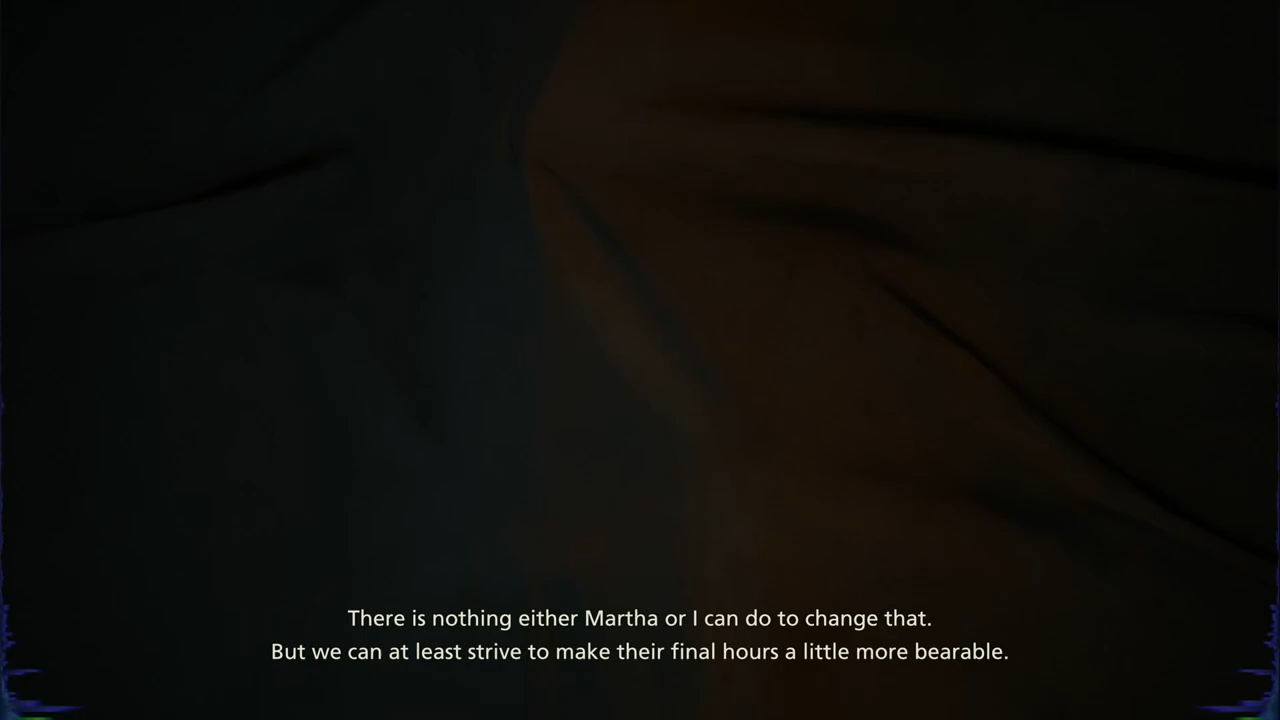 There is nothing either Martha or I can do to change that.
But we can at least strive to make their final hours a little more bearable.